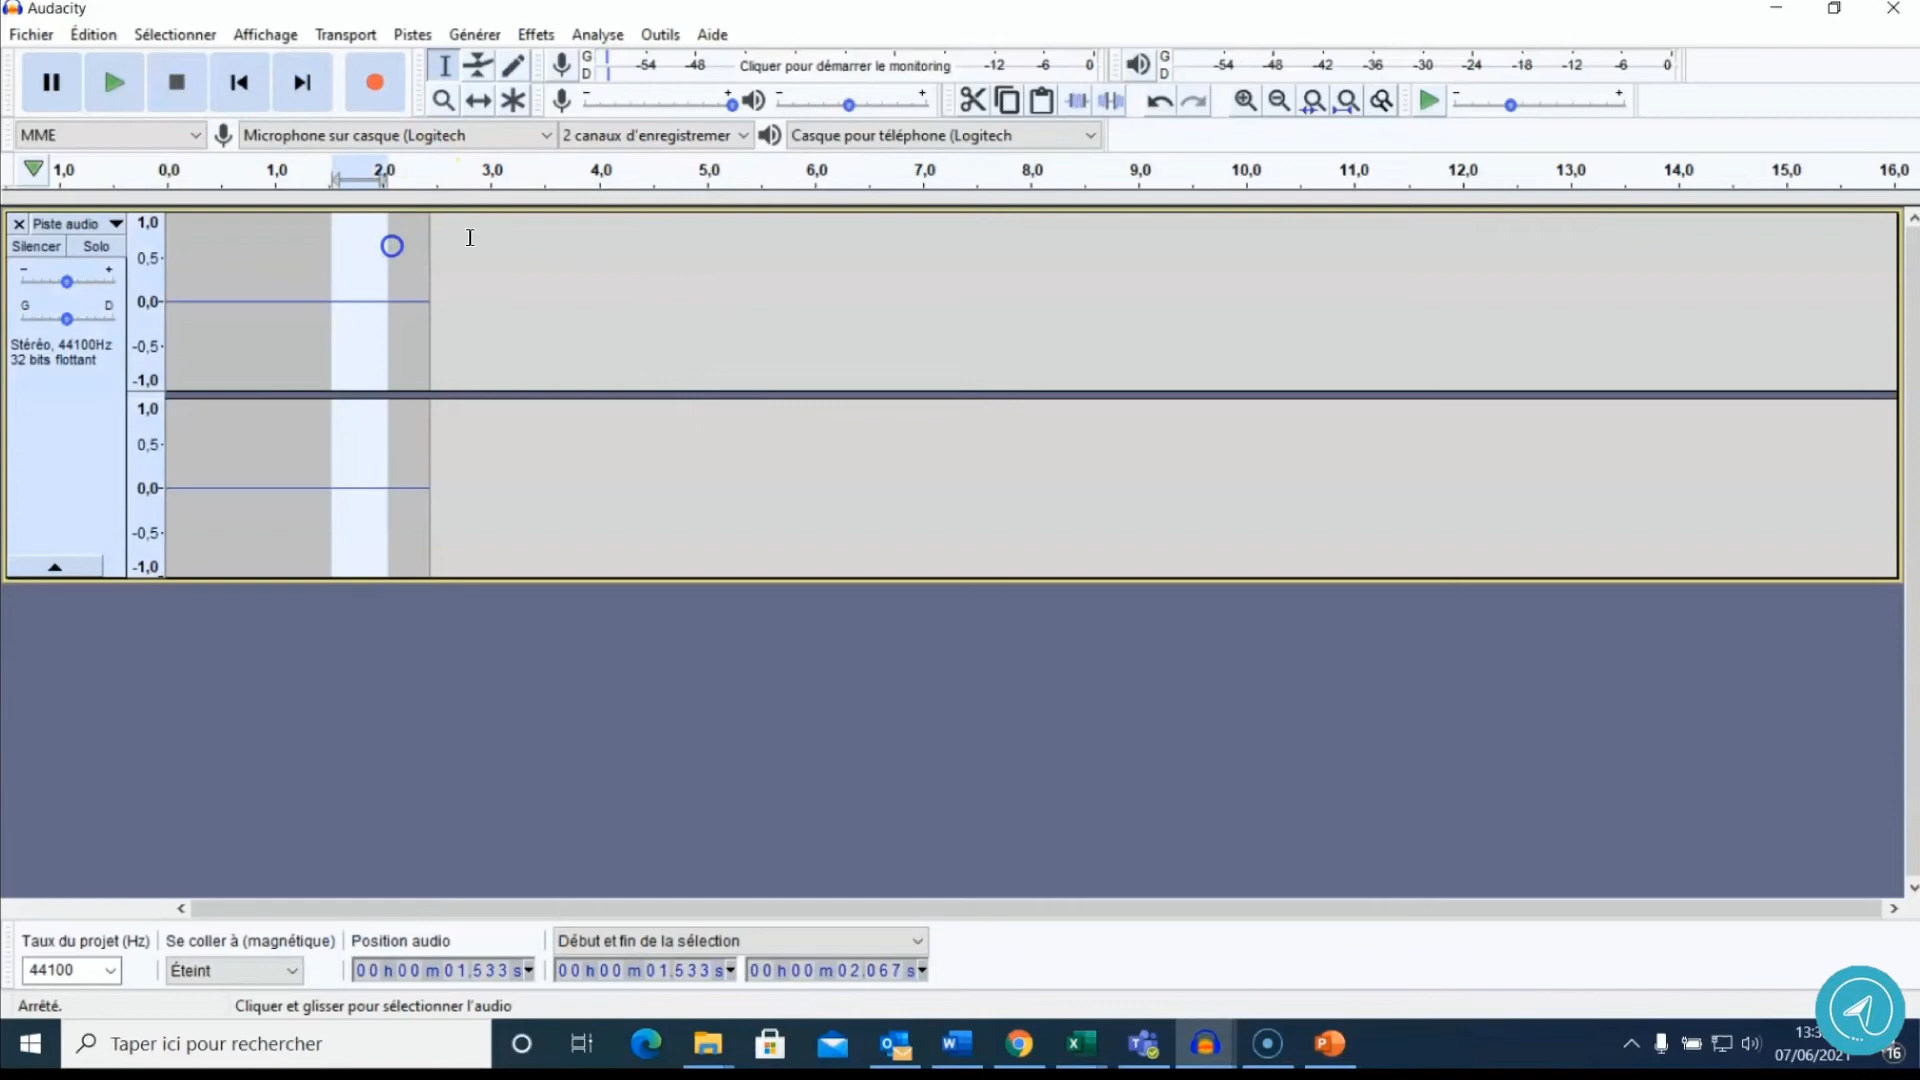 Audacity
Fichier Édition Sélectionner Affichage Transport Pistes Générer Effets Analyse Outils Aide
G D -54 -48 Cliquer pour démarrer le monitoring -12 -6 0 G D -54 -48 -42 -36 -30 -24 -18 -12 -6 0
MME Microphone sur casque (Logitech 2 canaux d'enregistremer Casque pour téléphone (Logitech
1,0 0,0 1,0 2,0 3,0 4,0 5,0 6,0 7,0 8,0 9,0 10,0 11,0 12,0 13,0 14,0 15,0 16,0
Piste audio 1,0
Silencer Solo
0,5
G D
0,0
Stéréo, 44100Hz -0,5
32 bits flottant
-1,0
1,0
0,5
0,0
-0,5
-1,0
Taux du projet (Hz) Se coller à (magnétique) Position audio Début et fin de la sélection
44100 Éteint 00 h 00 m 01,533 s 00 h 00 m 01,533 s 00 h 00 m 02,067 s
Arrêté. Cliquer et glisser pour sélectionner l'audio
Taper ici pour rechercher
16